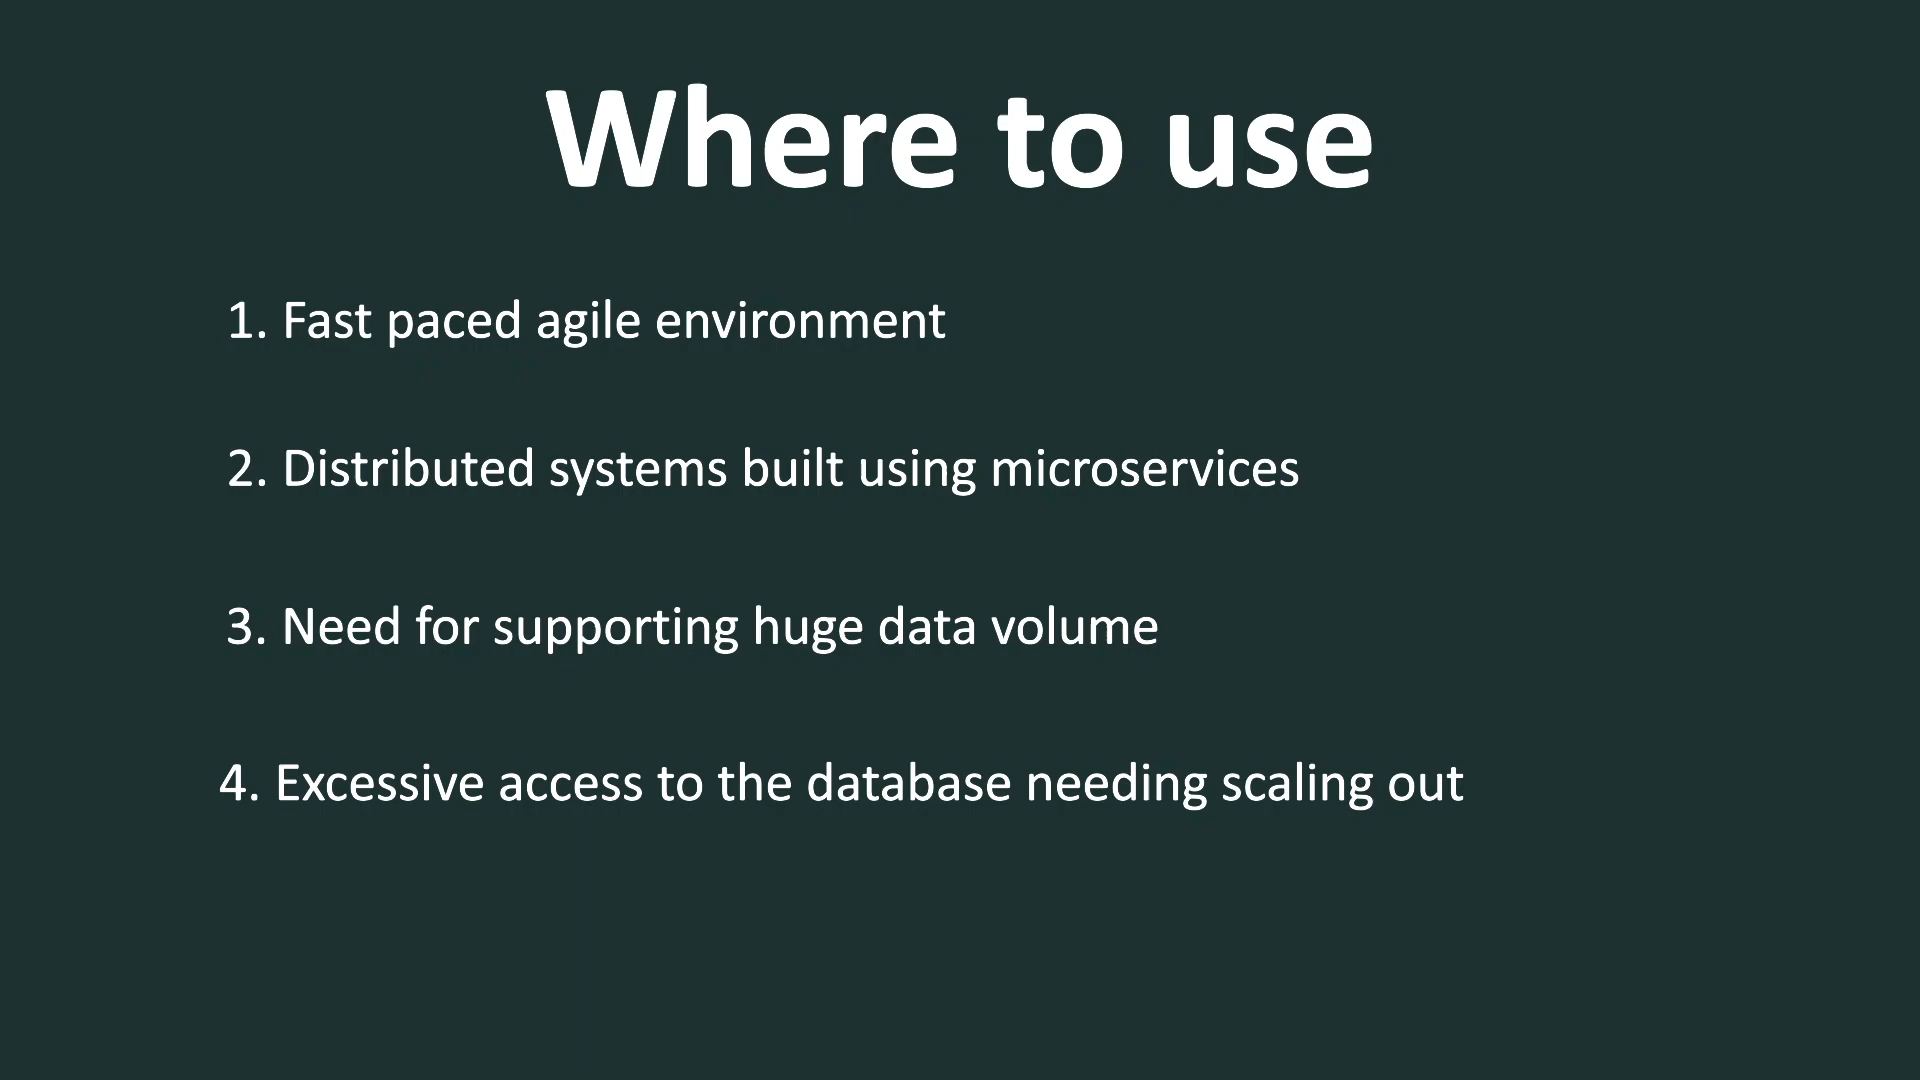 Where to use
1. Fast paced agile environment
2. Distributed systems built using microservices
3. Need for supporting huge data volume
4. Excessive access to the database needing scaling out